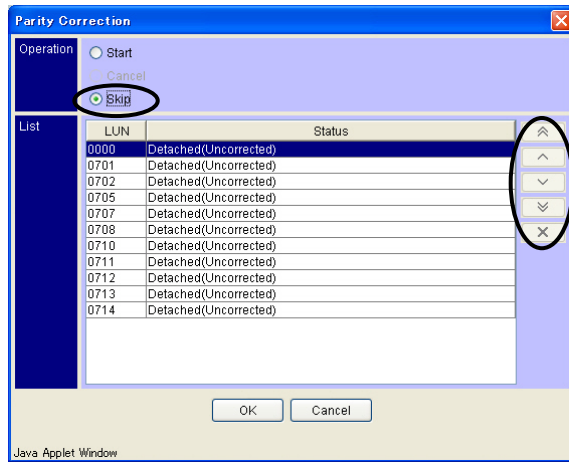 Parity Correction
Operation
Start
Cancel
Skip
List
LUN Status
0000 Detached(Uncorrected)
0701 Detached(Uncorrected)
0702 Detached(Uncorrected)
0705 Detached(Uncorrected)
0707 Detached(Uncorrected)
0708 Detached(Uncorrected)
0710 Detached(Uncorrected)
0711 Detached(Uncorrected)
0712 Detached(Uncorrected)
0713 Detached(Uncorrected)
0714 Detached(Uncorrected)
OK Cancel
Java Applet Window